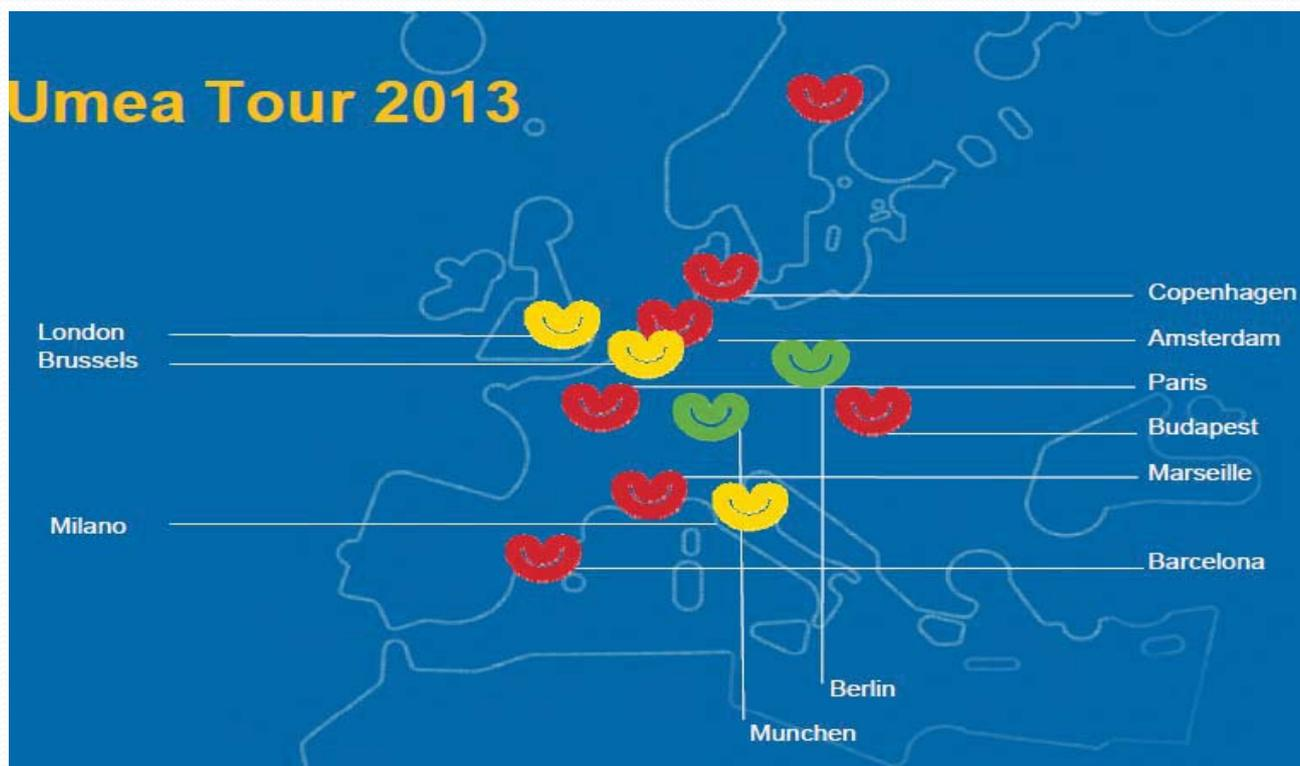 Umea Tour 2013
London
Brussels
Milano
Copenhagen
Amsterdam
Paris
Budapest
Marseille
Barcelona
Berlin
Munchen